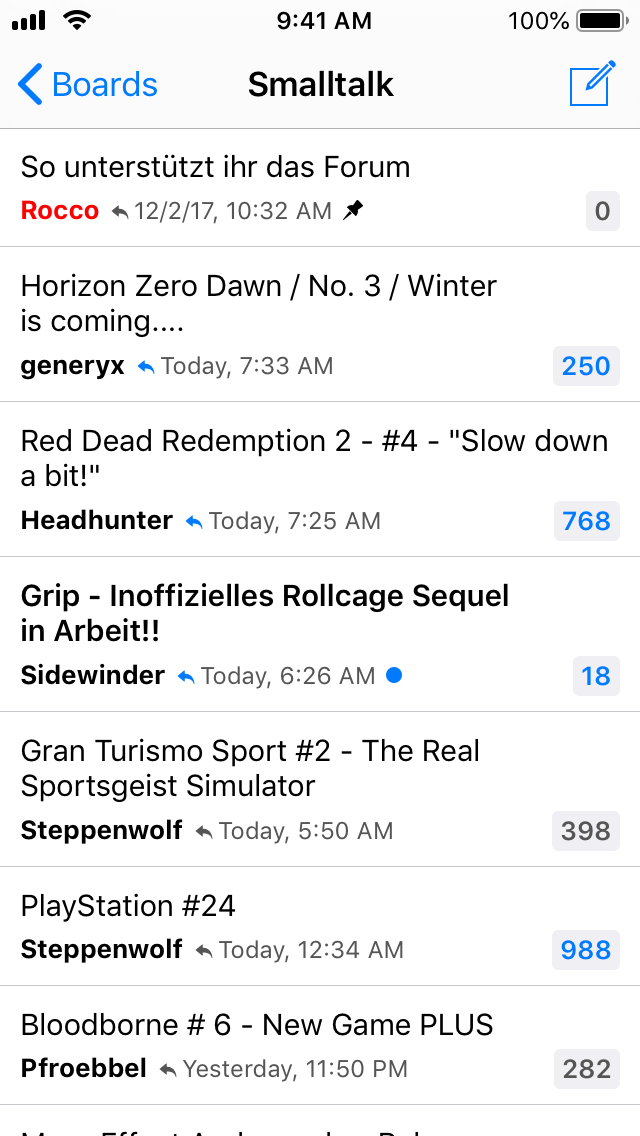 9:41 AM 100%
Boards Smalltalk
So unterstützt ihr das Forum
Rocco 12/2/17, 10:32 AM 0
Horizon Zero Dawn / No. 3 / Winter
is coming....
generyx Today, 7:33 AM 250
Red Dead Redemption 2 - #4 - "Slow down
a bit!"
Headhunter Today, 7:25 AM 768
Grip - Inoffizielles Rollcage Sequel
in Arbeit!!
Sidewinder Today, 6:26 AM 18
Gran Turismo Sport #2 - The Real
Sportsgeist Simulator
Steppenwolf Today, 5:50 AM 398
PlayStation #24
Steppenwolf Today, 12:34 AM 988
Bloodborne # 6 - New Game PLUS
Pfroebbel Yesterday, 11:50 PM 282